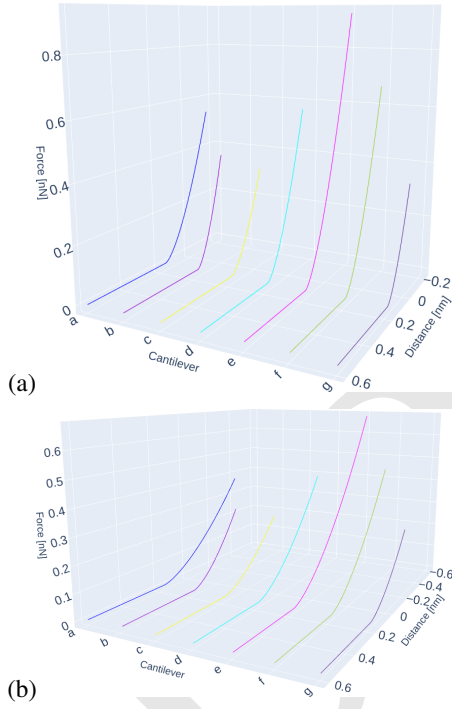 0.8
0.6
0.4
0.2
0
Force [nN]
a
b
c
d
e
f
g
Cantilever
−0.2
0
0.2
0.4
0.6
Distance [nm]
(a)
0.6
0.5
0.4
0.3
0.2
0.1
0
Force [nN]
a
b
c
d
e
f
g
Cantilever
−0.6
−0.4
−0.2
0
0.2
0.4
0.6
Distance [nm]
(b)